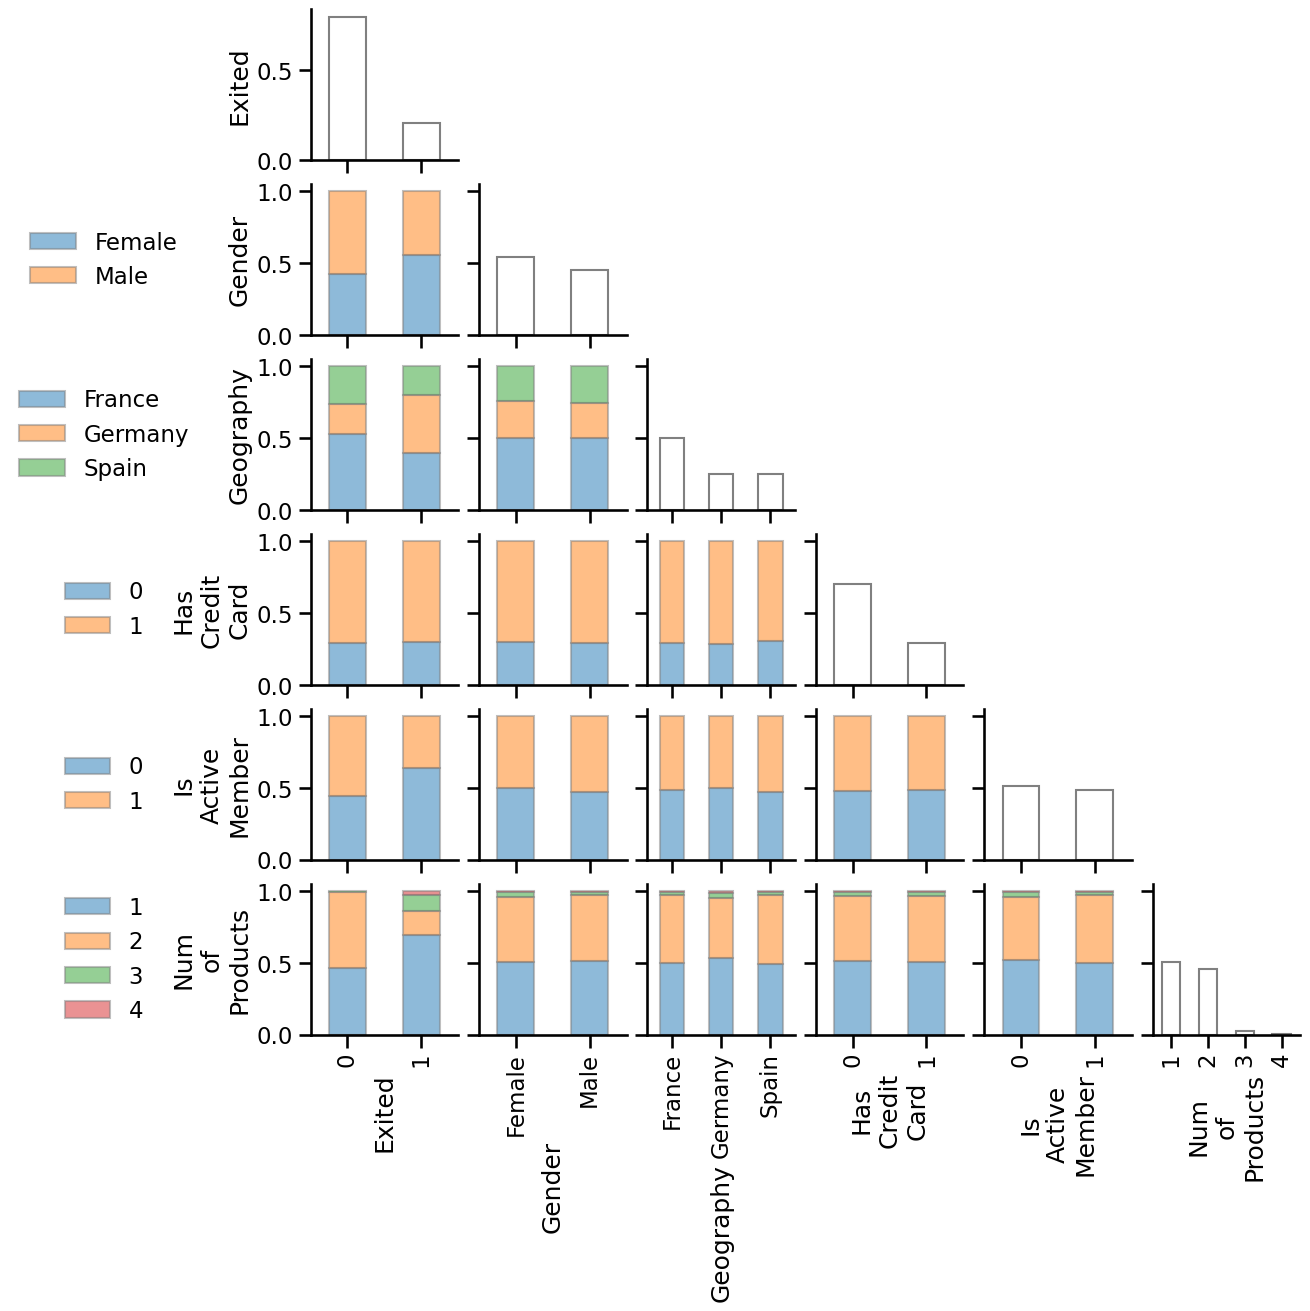 Exited
0.5
0.0
Female
Male
Gender
1.0
0.5
0.0
France
Germany
Spain
Geography
1.0
0.5
0.0
0
1
Has
Credit
Card
1.0
0.5
0.0
0
1
Is
Active
Member
1.0
0.5
0.0
1
2
3
4
Num
of
Products
1.0
0.5
0.0
0
1
Exited
Female
Male
Gender
France
Germany
Spain
Geography
0
1
Has
Credit
Card
0
1
Is
Active
Member
1
2
3
4
Num
of
Products